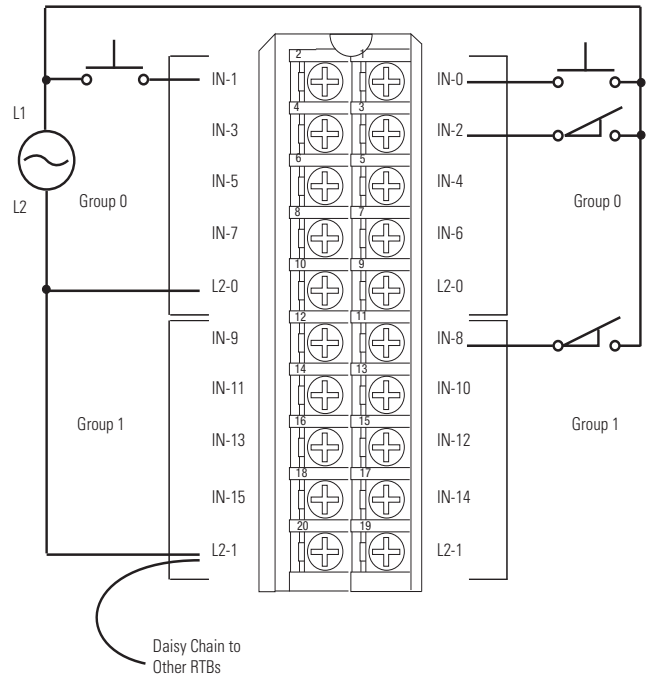 2 1
IN-1 IN-0
4 3
L1
IN-3 IN-2
6 5
IN-5 IN-4
L2
Group 0 Group 0
8 7
IN-7 IN-6
10 9
L2-0 L2-0
12 11
IN-9 IN-8
14 13
IN-11 IN-10
Group 1 Group 1
16 15
IN-13 IN-12
18 17
IN-15 IN-14
20 19
L2-1 L2-1
Daisy Chain to
Other RTBs